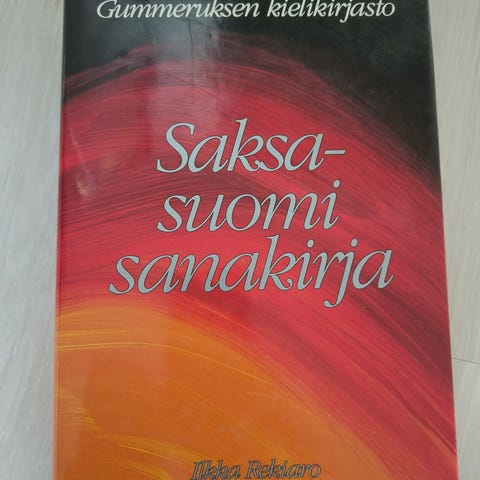 Gummeruksen kielikirjasto
Saksa-
suomi
sanakirja
Ilkka Rekiaro